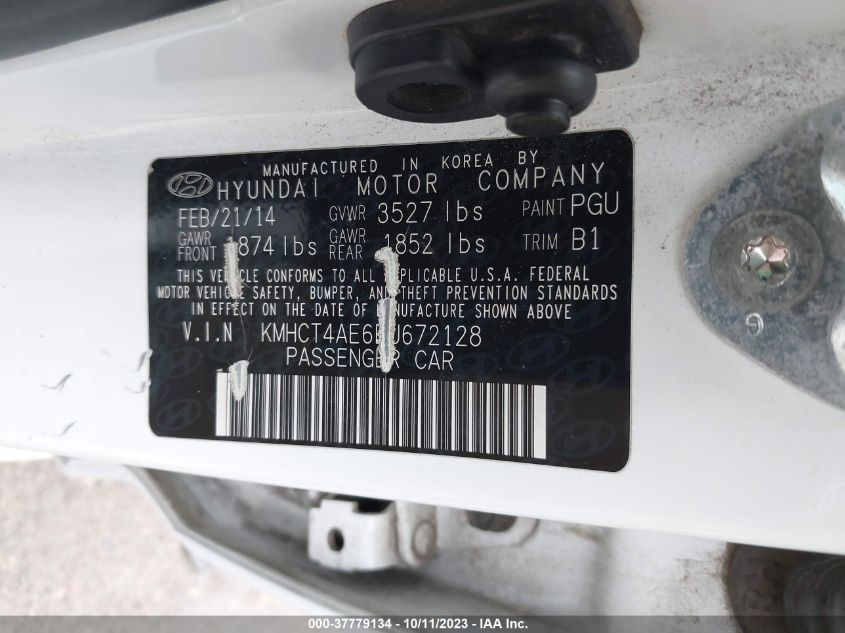 MANUFACTURED IN KOREA BY
HYUNDAI MOTOR COMPANY
FEB/21/14 GVWR 3527 lbs PAINT PGU
GAWR FRONT 1874 lbs GAWR REAR 1852 lbs TRIM B1
THIS VEHICLE CONFORMS TO ALL APPLICABLE U.S.A. FEDERAL
MOTOR VEHICLE SAFETY, BUMPER, AND THEFT PREVENTION STANDARDS
IN EFFECT ON THE DATE OF MANUFACTURE SHOWN ABOVE
V.I.N
PASSENGER CAR
000-37779134 - 10/11/2023 - IAA Inc.